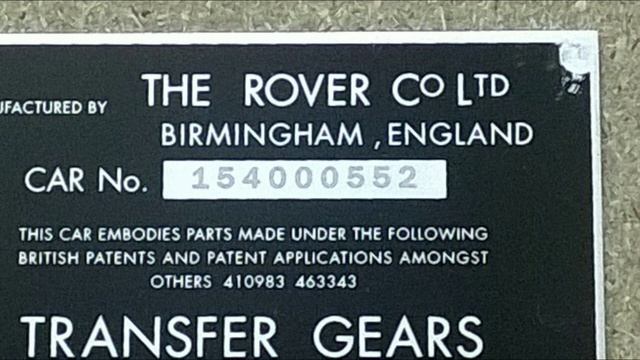 THE ROVER CO LTD
UFACTURED BY
BIRMINGHAM, ENGLAND
CAR No. 154000552
THIS CAR EMBODIES PARTS MADE UNDER THE FOLLOWING
BRITISH PATENTS AND PATENT APPLICATIONS AMONGST
OTHERS 410983 463343
TRANSFER GEARS